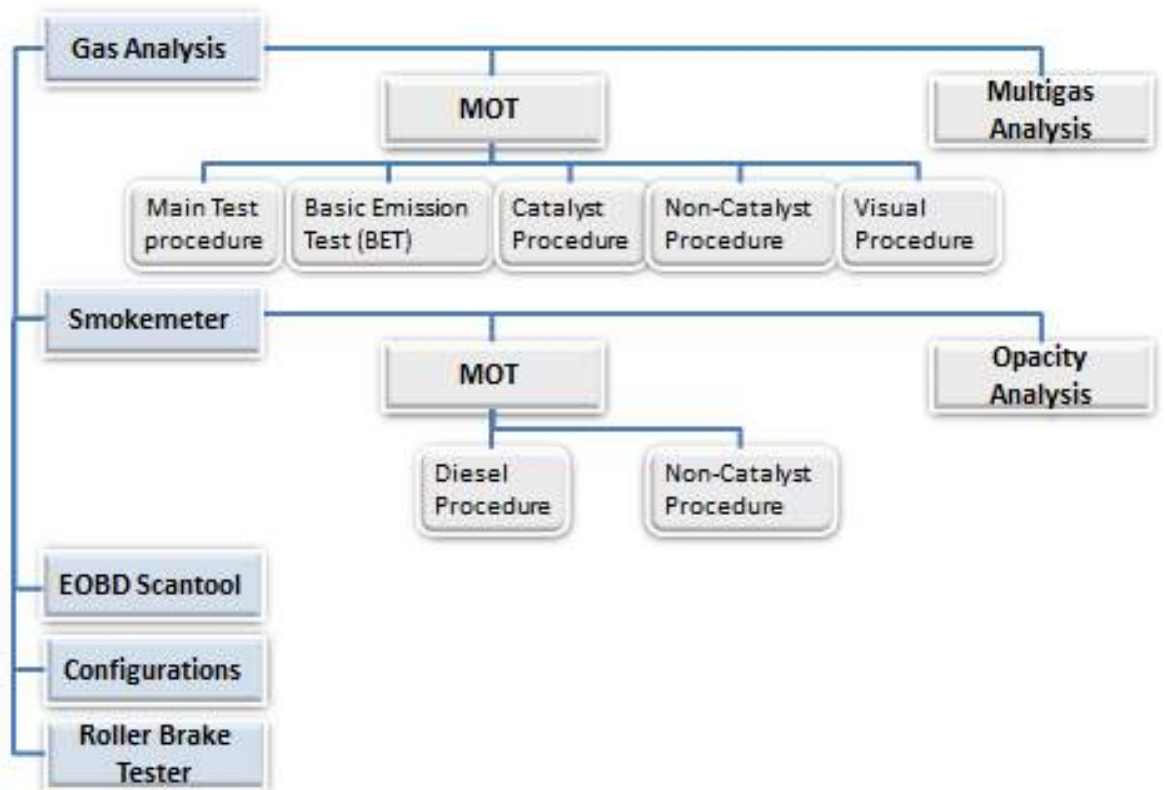 Gas Analysis
MOT
Multigas
Analysis
Main Test
procedure
Basic Emission
Test (BET)
Catalyst
Procedure
Non-Catalyst
Procedure
Visual
Procedure
Smokemeter
MOT
Opacity
Analysis
Diesel
Procedure
Non-Catalyst
Procedure
EOBD Scantool
Configurations
Roller Brake
Tester